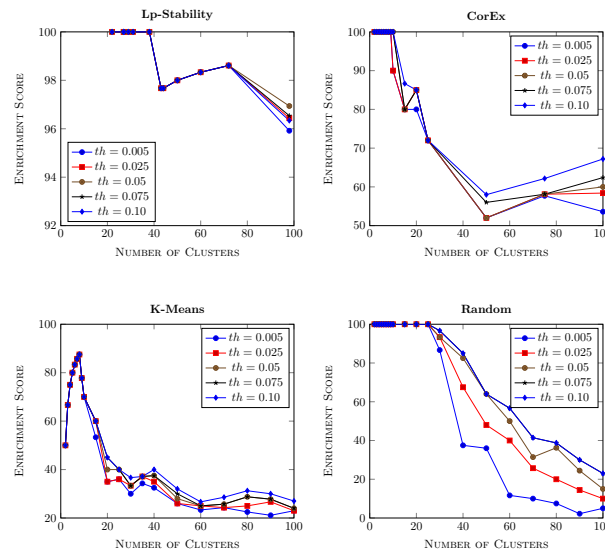 Lp-Stability
100
98
96
94
92
0
20
40
60
80
100
Enrichment Score
Number of Clusters
th = 0.005
th = 0.025
th = 0.05
th = 0.075
th = 0.10
CorEx
100
90
80
70
60
50
0
20
40
60
80
100
Enrichment Score
Number of Clusters
th = 0.005
th = 0.025
th = 0.05
th = 0.075
th = 0.10
K-Means
100
80
60
40
20
0
20
40
60
80
100
Enrichment Score
Number of Clusters
th = 0.005
th = 0.025
th = 0.05
th = 0.075
th = 0.10
Random
100
80
60
40
20
0
0
20
40
60
80
100
Enrichment Score
Number of Clusters
th = 0.005
th = 0.025
th = 0.05
th = 0.075
th = 0.10